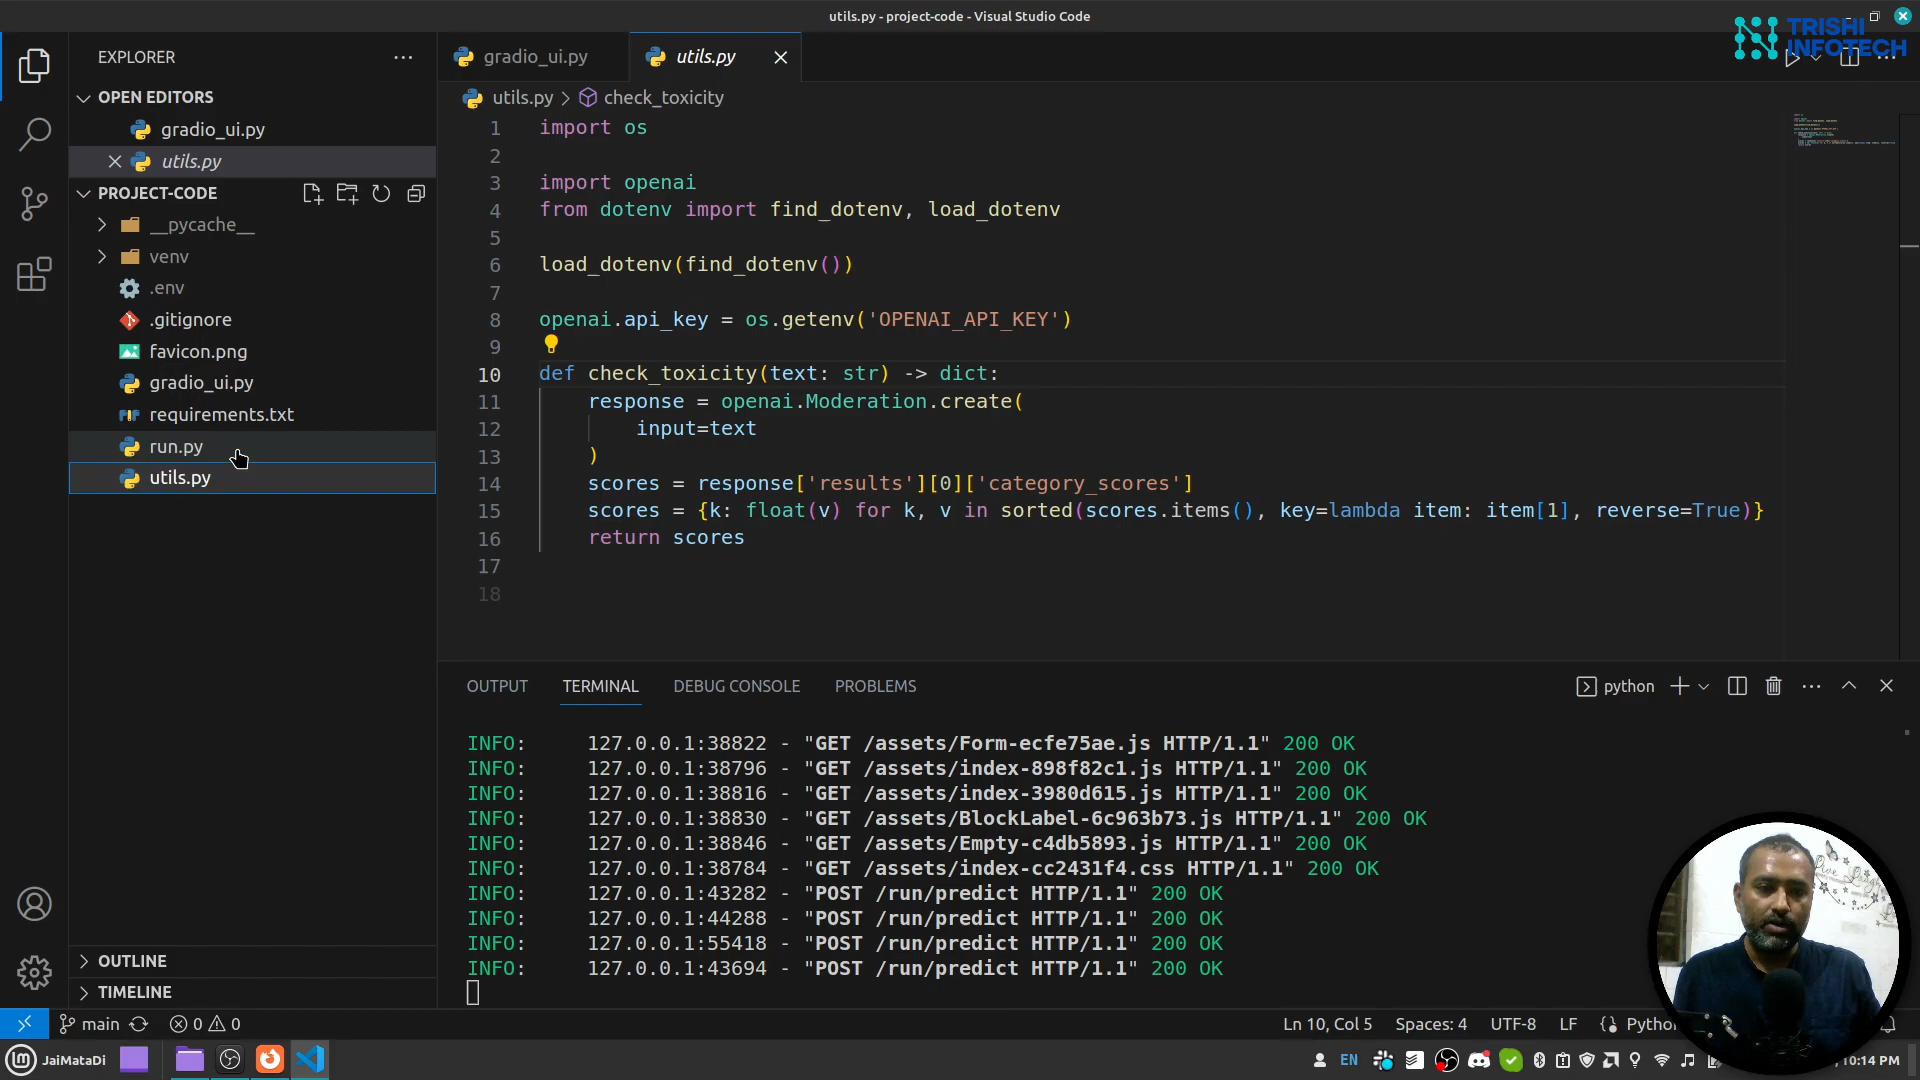 utils.py - project-code - Visual Studio Code
TRISHI
INFOTECH
EXPLORER
OPEN EDITORS
gradio_ui.py
utils.py
PROJECT-CODE
__pycache__
venv
.env
.gitignore
favicon.png
gradio_ui.py
requirements.txt
run.py
utils.py
OUTLINE
TIMELINE
gradio_ui.py
utils.py
utils.py > check_toxicity
1 import os
2
3 import openai
4 from dotenv import find_dotenv, load_dotenv
5
6 load_dotenv(find_dotenv())
7
8 openai.api_key = os.getenv('OPENAI_API_KEY')
9
10 def check_toxicity(text: str) -> dict:
11 response = openai.Moderation.create(
12 input=text
13 )
14 scores = response['results'][0]['category_scores']
15 scores = {k: float(v) for k, v in sorted(scores.items(), key=lambda item: item[1], reverse=True)}
16 return scores
17
18
OUTPUT TERMINAL DEBUG CONSOLE PROBLEMS
python
INFO: 127.0.0.1:38822 - "GET /assets/Form-ecfe75ae.js HTTP/1.1" 200 OK
INFO: 127.0.0.1:38796 - "GET /assets/index-898f82c1.js HTTP/1.1" 200 OK
INFO: 127.0.0.1:38816 - "GET /assets/index-3980d615.js HTTP/1.1" 200 OK
INFO: 127.0.0.1:38830 - "GET /assets/BlockLabel-6c963b73.js HTTP/1.1" 200 OK
INFO: 127.0.0.1:38846 - "GET /assets/Empty-c4db5893.js HTTP/1.1" 200 OK
INFO: 127.0.0.1:38784 - "GET /assets/index-cc2431f4.css HTTP/1.1" 200 OK
INFO: 127.0.0.1:43282 - "POST /run/predict HTTP/1.1" 200 OK
INFO: 127.0.0.1:44288 - "POST /run/predict HTTP/1.1" 200 OK
INFO: 127.0.0.1:55418 - "POST /run/predict HTTP/1.1" 200 OK
INFO: 127.0.0.1:43694 - "POST /run/predict HTTP/1.1" 200 OK
main 0 0
Ln 10, Col 5 Spaces: 4 UTF-8 LF
JaiMataDi
EN
10:14 PM